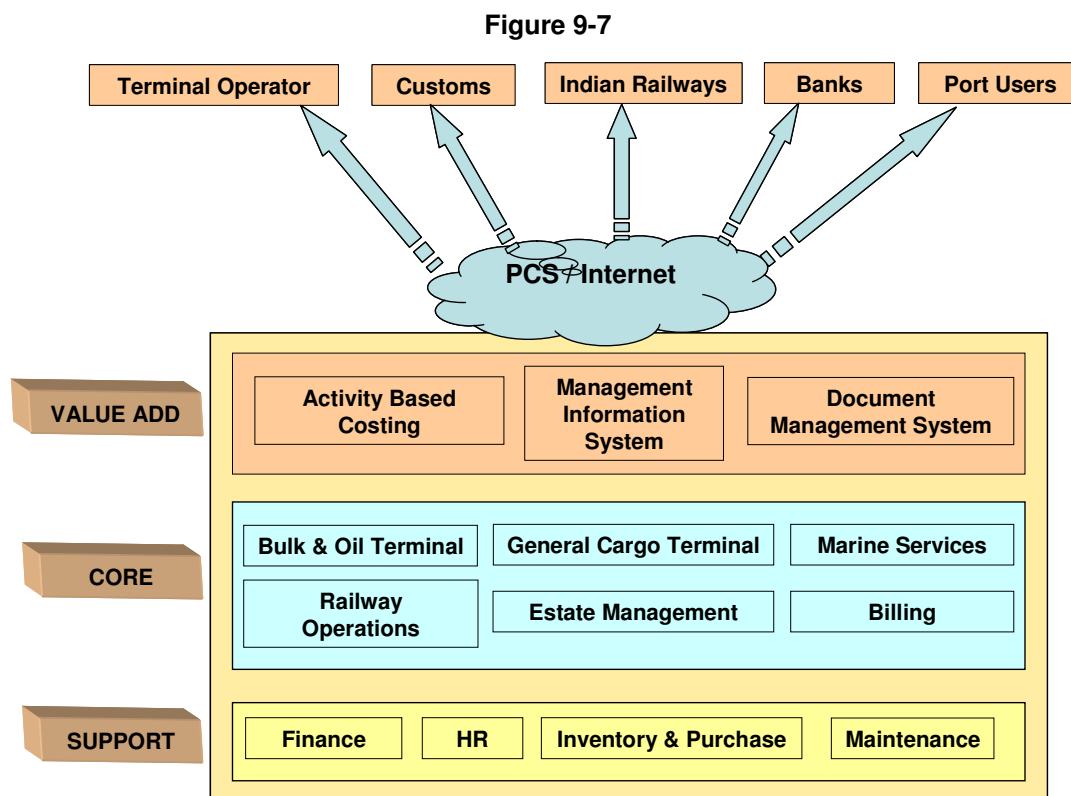 Figure 9-7
Terminal Operator
Customs
Indian Railways
Banks
Port Users
PCS / Internet
VALUE ADD
Activity Based
Costing
Management
Information
System
Document
Management System
CORE
Bulk & Oil Terminal
General Cargo Terminal
Marine Services
Railway
Operations
Estate Management
Billing
SUPPORT
Finance
HR
Inventory & Purchase
Maintenance